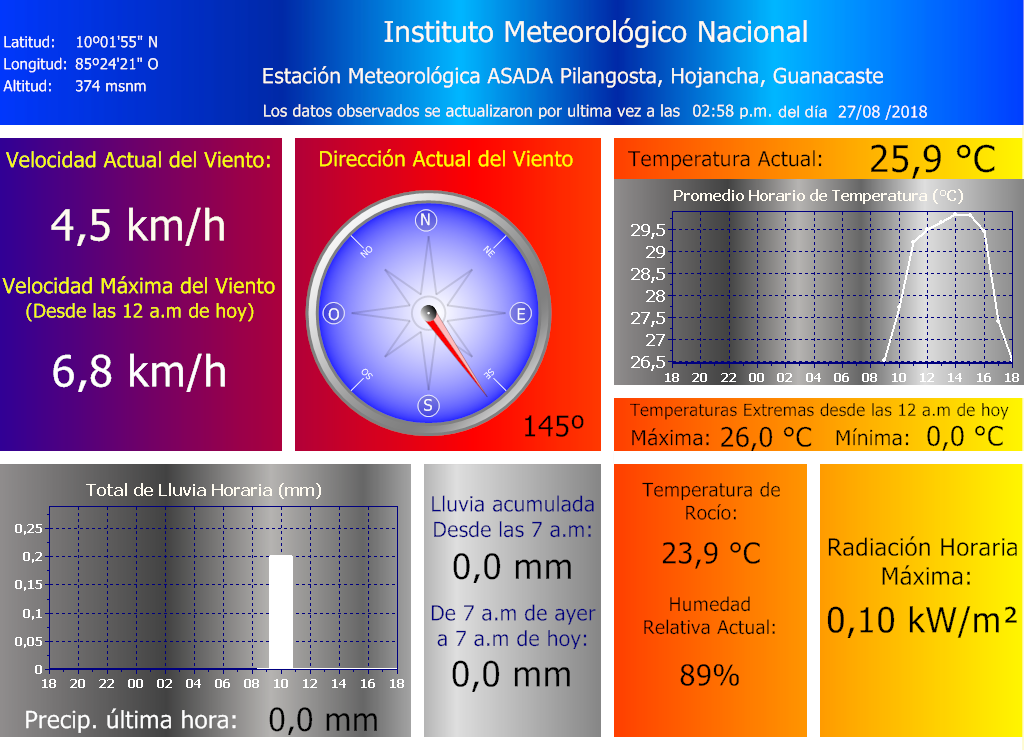 Instituto Meteorológico Nacional
Latitud: 10º01'55" N
Longitud: 85º24'21" O
Altitud: 374 msnm
Estación Meteorológica ASADA Pilangosta, Hojancha, Guanacaste
Los datos observados se actualizaron por ultima vez a las 02:58 p.m. del día 27/08 /2018
Velocidad Actual del Viento:
4,5 km/h
Velocidad Máxima del Viento
(Desde las 12 a.m de hoy)
6,8 km/h
Dirección Actual del Viento
N
NO
NE
O
E
SO
SE
S
145º
Temperatura Actual: 25,9 °C
Promedio Horario de Temperatura (°C)
29,5
29
28,5
28
27,5
27
26,5
18 20 22 00 02 04 06 08 10 12 14 16 18
Temperaturas Extremas desde las 12 a.m de hoy
Máxima: 26,0 °C Mínima: 0,0 °C
Total de Lluvia Horaria (mm)
0,25
0,2
0,15
0,1
0,05
0
18 20 22 00 02 04 06 08 10 12 14 16 18
Precip. última hora: 0,0 mm
Lluvia acumulada
Desde las 7 a.m:
0,0 mm
De 7 a.m de ayer
a 7 a.m de hoy:
0,0 mm
Temperatura de
Rocío:
23,9 °C
Humedad
Relativa Actual:
89%
Radiación Horaria
Máxima:
0,10 kW/m²